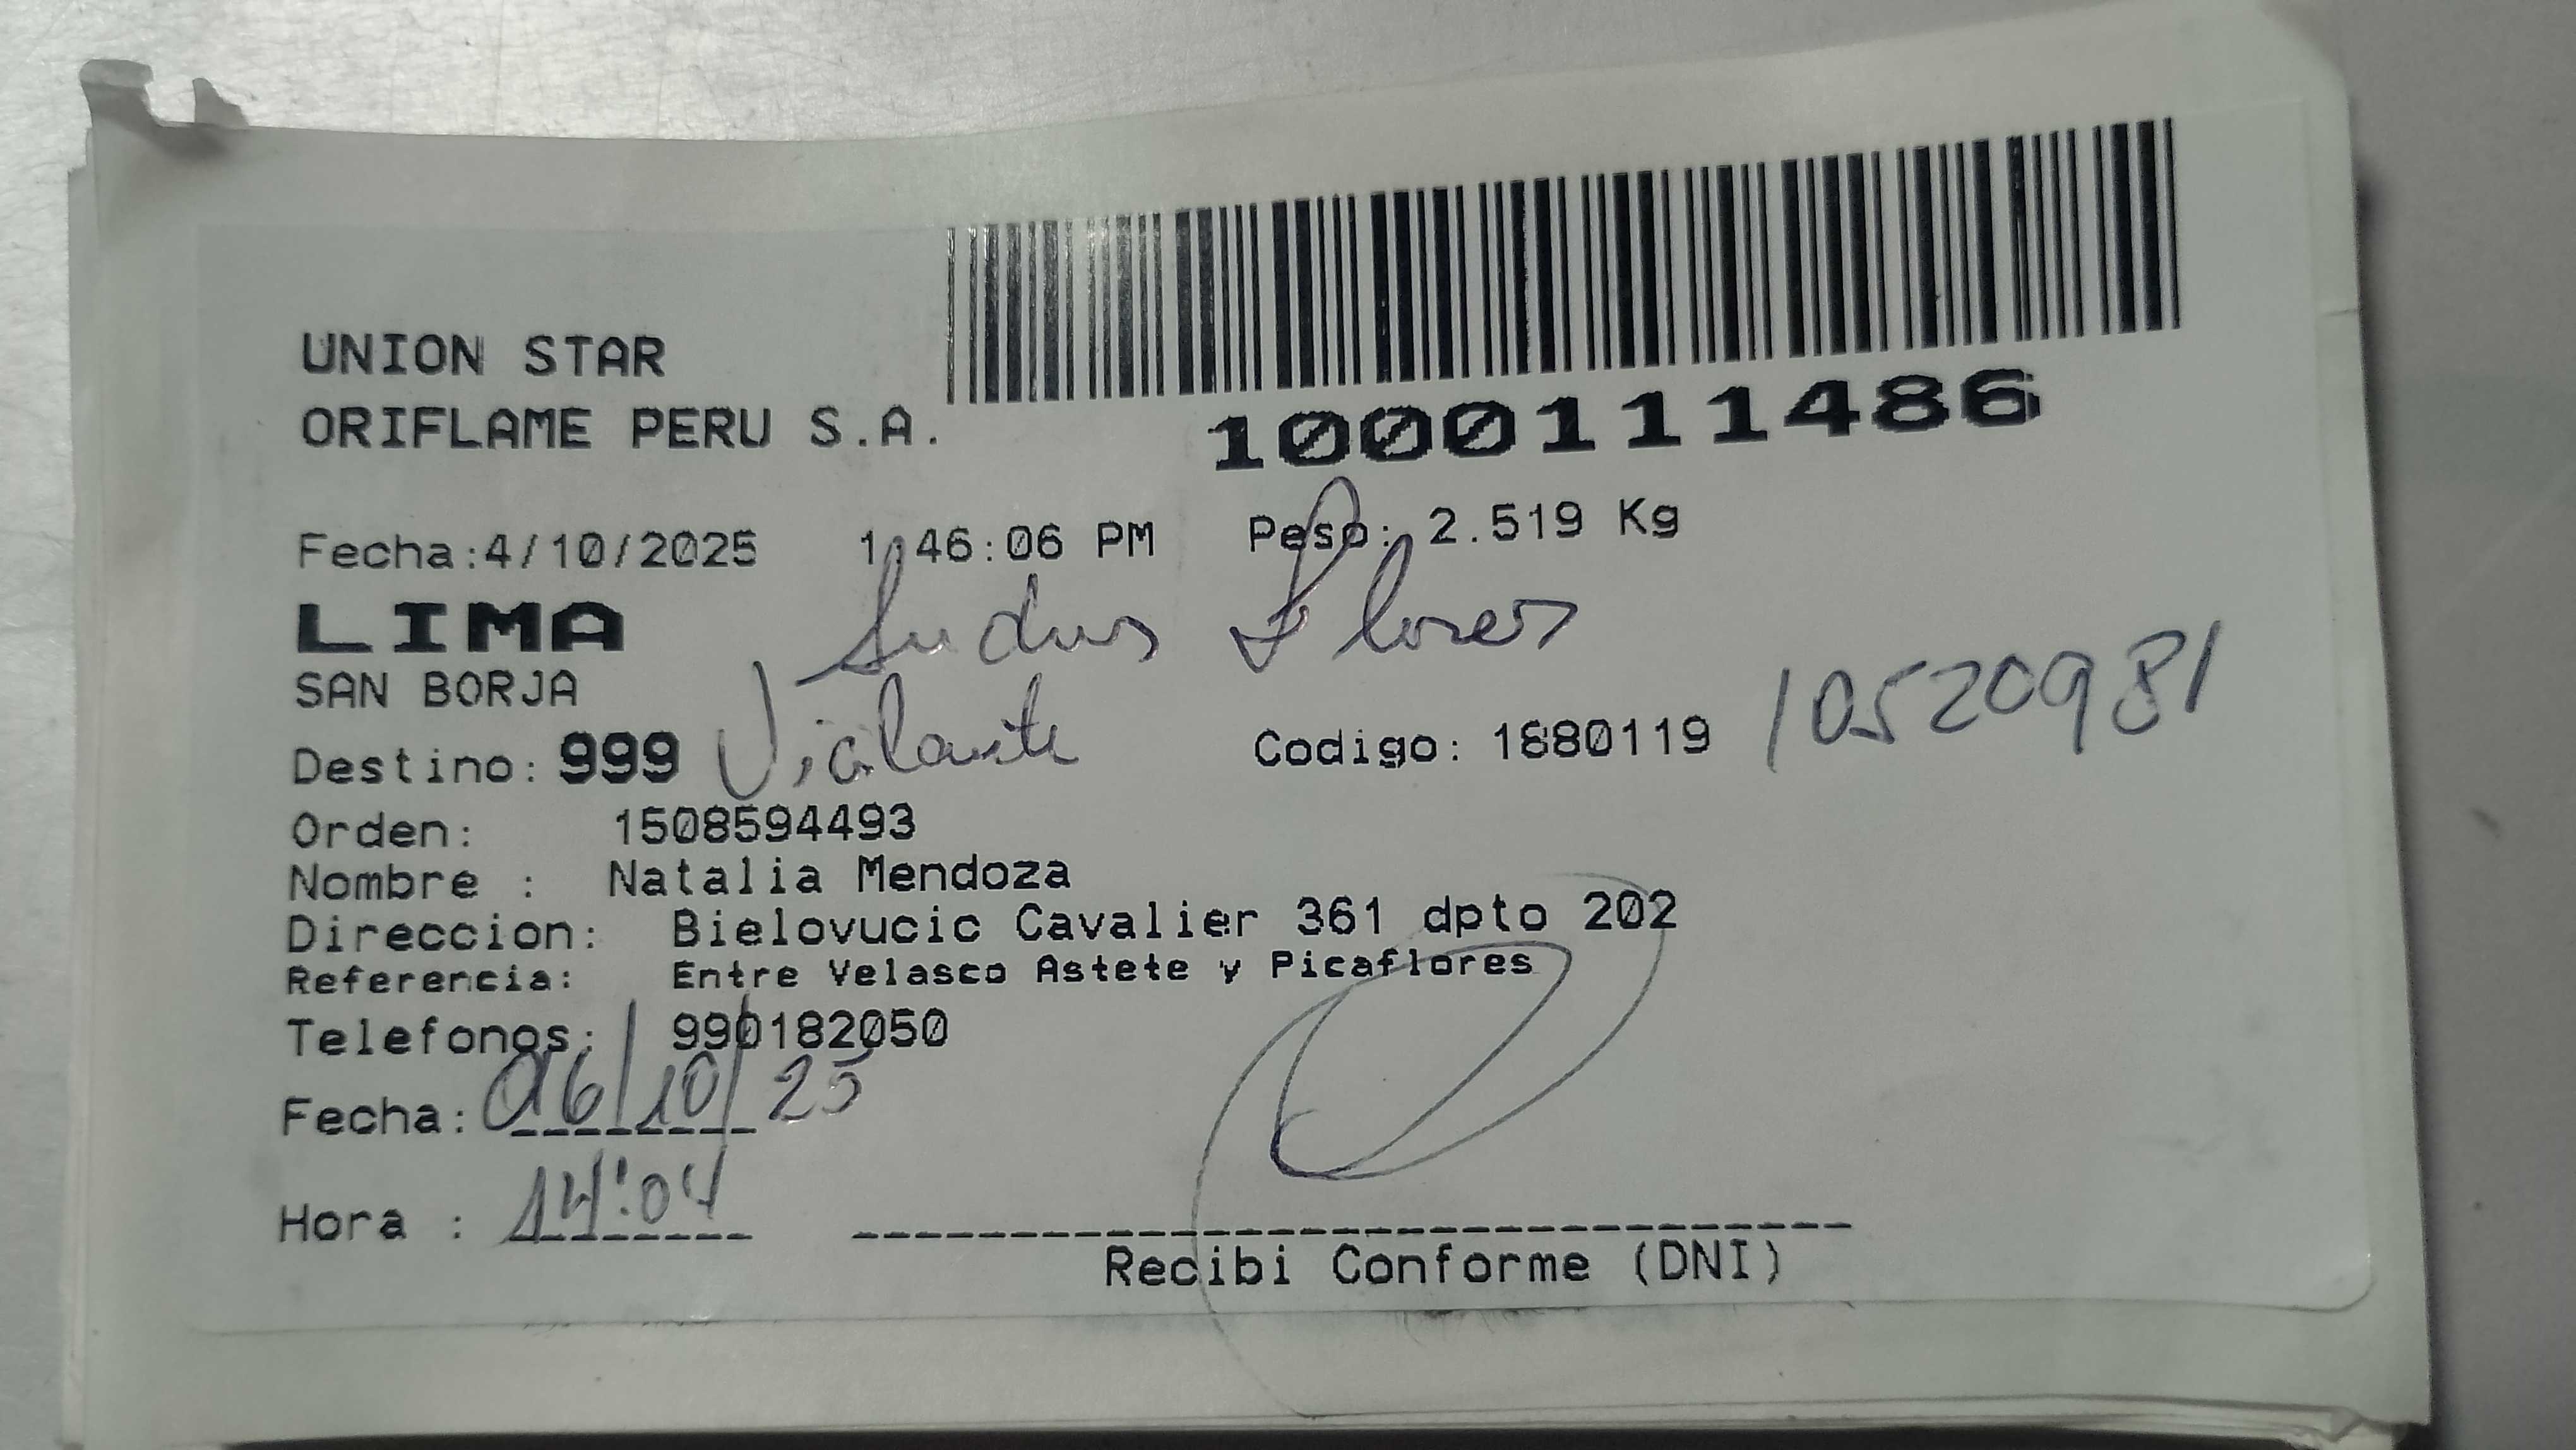 UNION STAR
ORIFLAME PERU S.A.
1000111486
Fecha:4/10/2025 1:46:06 PM Peso: 2.519 Kg
LIMA
Flores
SAN BORJA
10520981
Destino: 999 Vigilante Codigo: 1680119
Orden: 1508594493
Nombre : Natalia Mendoza
Direccion: Bielovucic Cavalier 361 dpto 202
Referencia: Entre Velasco Astete y Picaflores
Telefonos: 990182050
Fecha: 06/10/25
Hora : 14:04
Recibi Conforme (DNI)